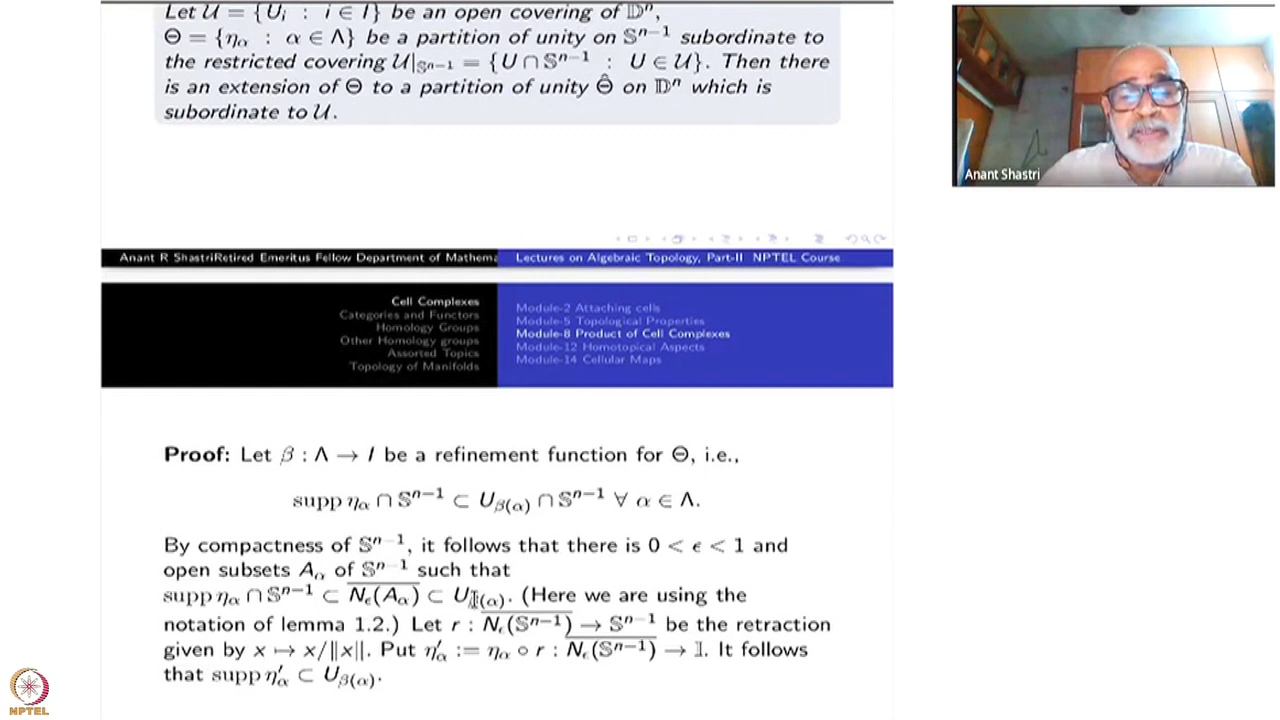 Let 𝒰 = {U_i : i ∈ I} be an open covering of 𝔻ⁿ,
Θ = {η_α : α ∈ Λ} be a partition of unity on 𝕊ⁿ⁻¹ subordinate to
the restricted covering 𝒰|_{𝕊ⁿ⁻¹} = {U ∩ 𝕊ⁿ⁻¹ : U ∈ 𝒰}. Then there
is an extension of Θ to a partition of unity Θ̂ on 𝔻ⁿ which is
subordinate to 𝒰.
Anant R ShastriRetired Emeritus Fellow Department of Mathema
Lectures on Algebraic Topology, Part-II NPTEL Course
Cell Complexes
Categories and Functors
Homology Groups
Other Homology groups
Assorted Topics
Topology of Manifolds
Module-2 Attaching cells
Module-5 Topological Properties
Module-8 Product of Cell Complexes
Module-12 Homotopical Aspects
Module-14 Cellular Maps
Proof: Let β : Λ → I be a refinement function for Θ, i.e.,
supp η_α ∩ 𝕊ⁿ⁻¹ ⊂ U_{β(α)} ∩ 𝕊ⁿ⁻¹ ∀ α ∈ Λ.
By compactness of 𝕊ⁿ⁻¹, it follows that there is 0 < ϵ < 1 and
open subsets A_α of 𝕊ⁿ⁻¹ such that
supp η_α ∩ 𝕊ⁿ⁻¹ ⊂ \overline{N_ϵ(A_α)} ⊂ U_{β(α)}. (Here we are using the
notation of lemma 1.2.) Let r : \overline{N_ϵ(𝕊ⁿ⁻¹)} → 𝕊ⁿ⁻¹ be the retraction
given by x ↦ x/‖x‖. Put η′_α := η_α ∘ r : \overline{N_ϵ(𝕊ⁿ⁻¹)} → 𝕀. It follows
that supp η′_α ⊂ U_{β(α)}.
Anant Shastri
NPTEL